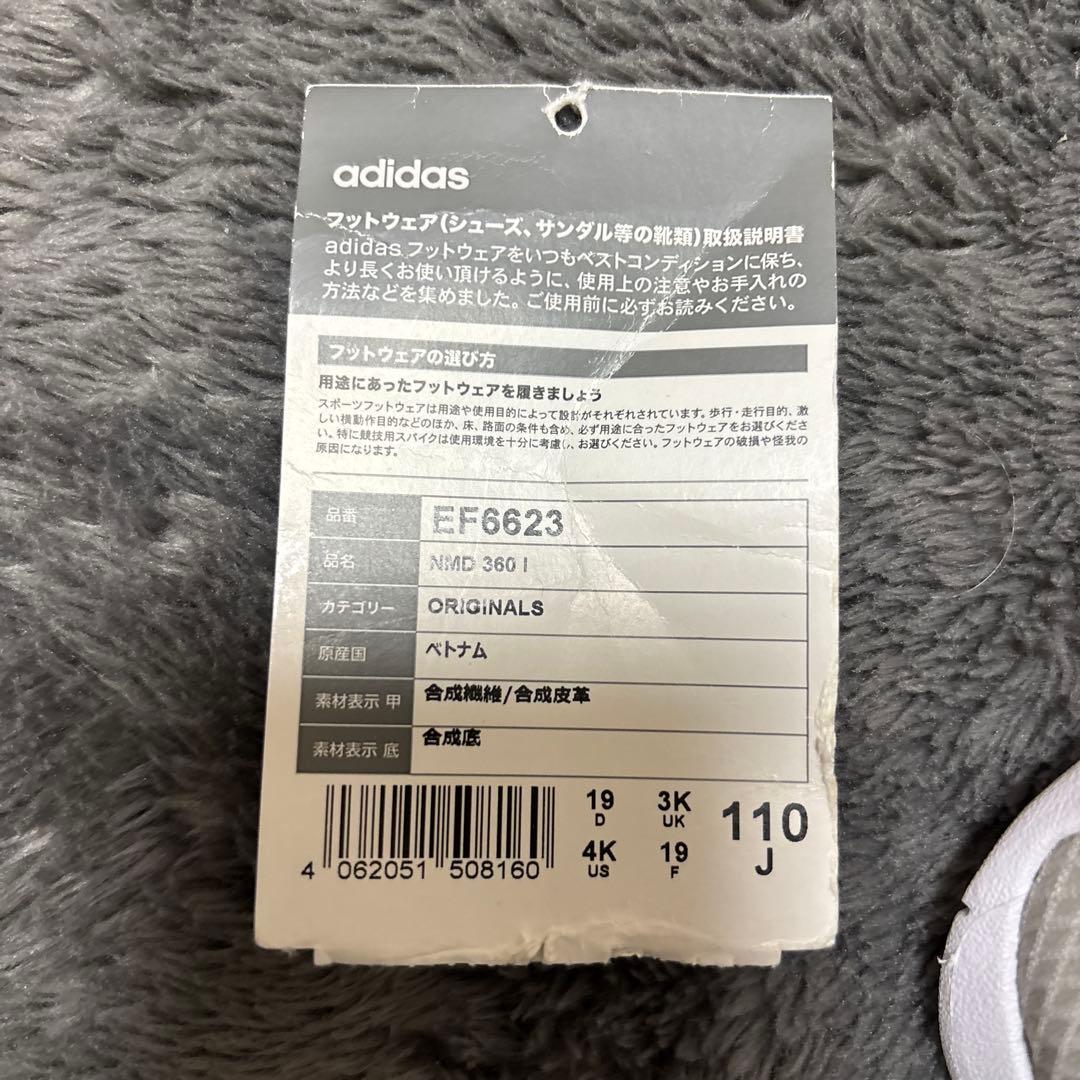 adidas
フットウェア(シューズ、サンダル等の靴類)取扱説明書
adidas フットウェアをいつもベストコンディションに保ち、
より長くお使い頂けるように、使用上の注意やお手入れの
方法などを集めました。ご使用前に必ずお読みください。
フットウェアの選び方
用途にあったフットウェアを履きましょう
スポーツフットウェアは用途や使用目的によって設計がそれぞれされています。歩行・走行目的、激
しい横動作目的などのほか、床、路面の条件も含め、必ず用途に合ったフットウェアをお選びくださ
い。特に競技用スパイクは使用環境を十分に考慮し、お選びください。フットウェアの破損や怪我の
原因になります。
品番 EF6623
品名 NMD 360 I
カテゴリー ORIGINALS
原産国 ベトナム
素材表示 甲 合成繊維/合成皮革
素材表示 底 合成底
19 3K 110
D UK J
4K 19
US F
4 062051 508160